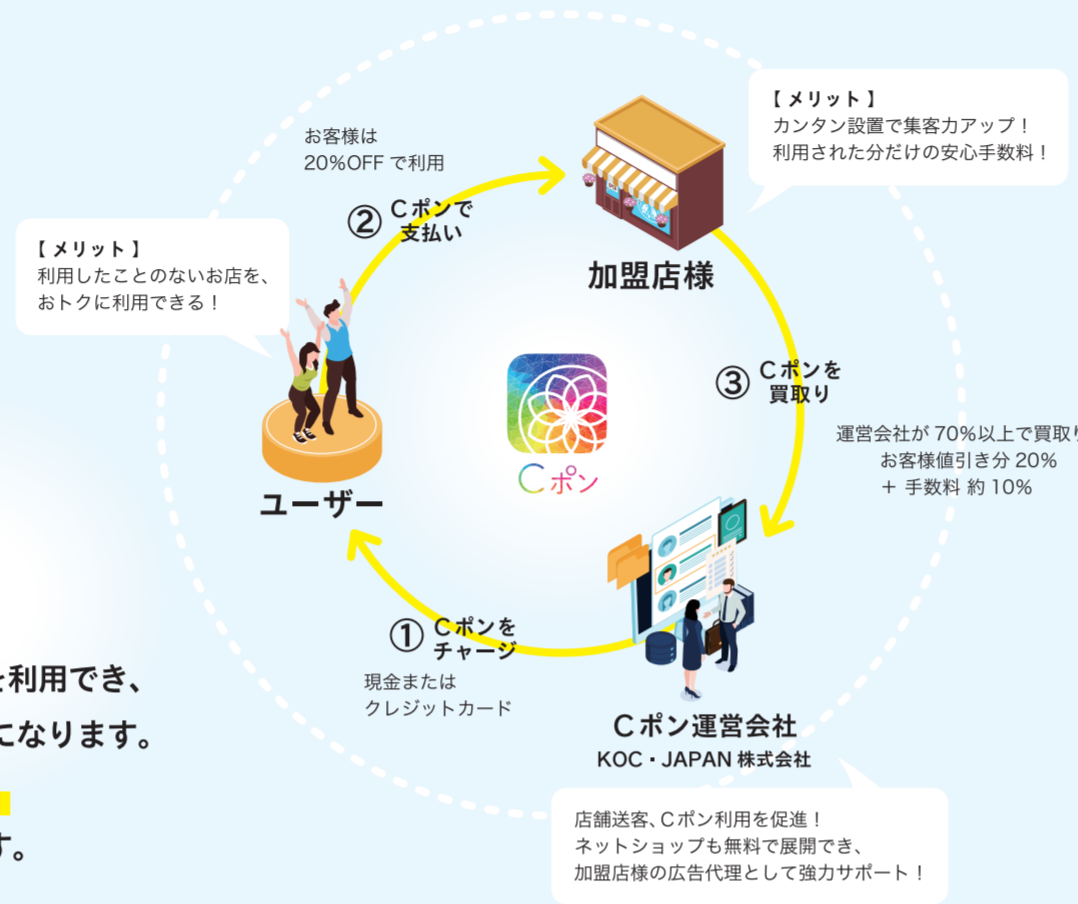 お客様は
20%OFF で利用
② Cポンで
支払い
【 メリット 】
カンタン設置で集客力アップ！
利用された分だけの安心手数料！
【 メリット 】
利用したことのないお店を、
おトクに利用できる！
加盟店様
③ Cポンを
買取り
運営会社が 70%以上で買取り
お客様値引き分 20%
＋ 手数料 約 10%
Cポン
ユーザー
① Cポンを
チャージ
現金または
クレジットカード
を利用でき、
になります。
す。
Cポン運営会社
KOC・JAPAN 株式会社
店舗送客、Cポン利用を促進！
ネットショップも無料で展開でき、
加盟店様の広告代理として強力サポート！